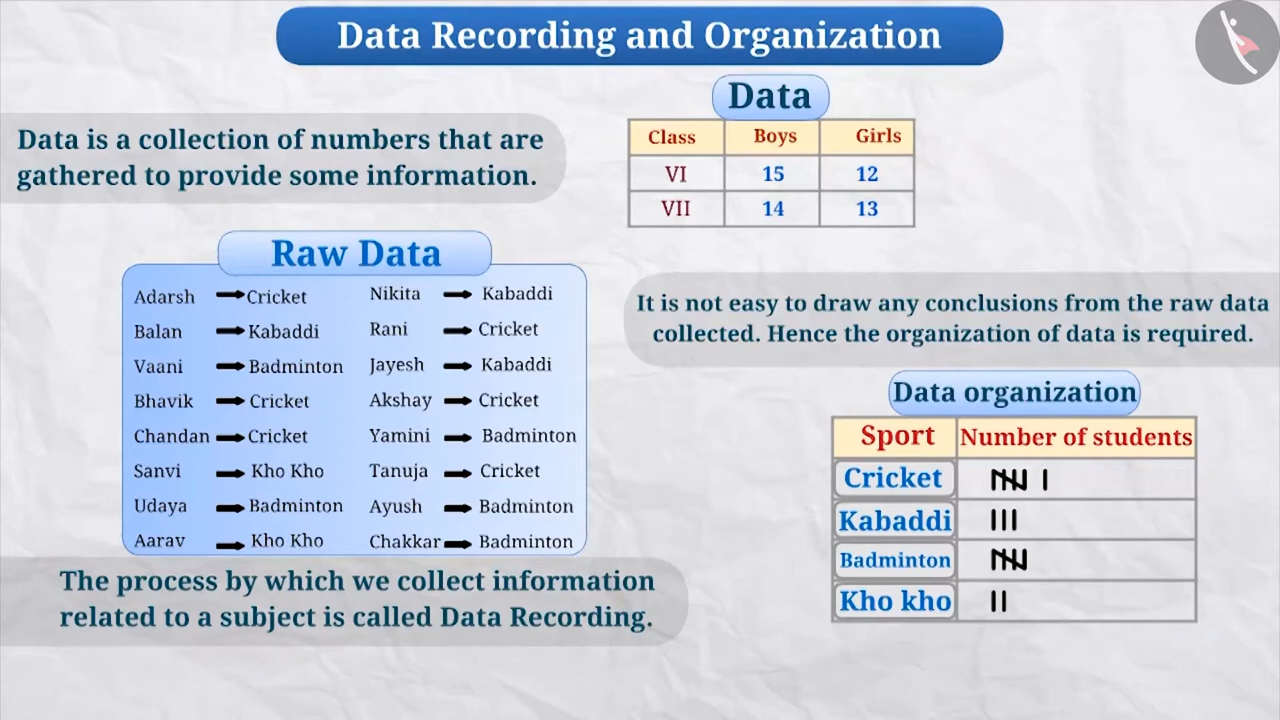 Data Recording and Organization
Data is a collection of numbers that are
gathered to provide some information.
Data
Class Boys Girls
VI 15 12
VII 14 13
Raw Data
Adarsh Cricket Nikita Kabaddi
Balan Kabaddi Rani Cricket
Vaani Badminton Jayesh Kabaddi
Bhavik Cricket Akshay Cricket
Chandan Cricket Yamini Badminton
Sanvi Kho Kho Tanuja Cricket
Udaya Badminton Ayush Badminton
Aarav Kho Kho Chakkar Badminton
The process by which we collect information
related to a subject is called Data Recording.
It is not easy to draw any conclusions from the raw data
collected. Hence the organization of data is required.
Data organization
Sport Number of students
Cricket
Kabaddi
Badminton
Kho kho